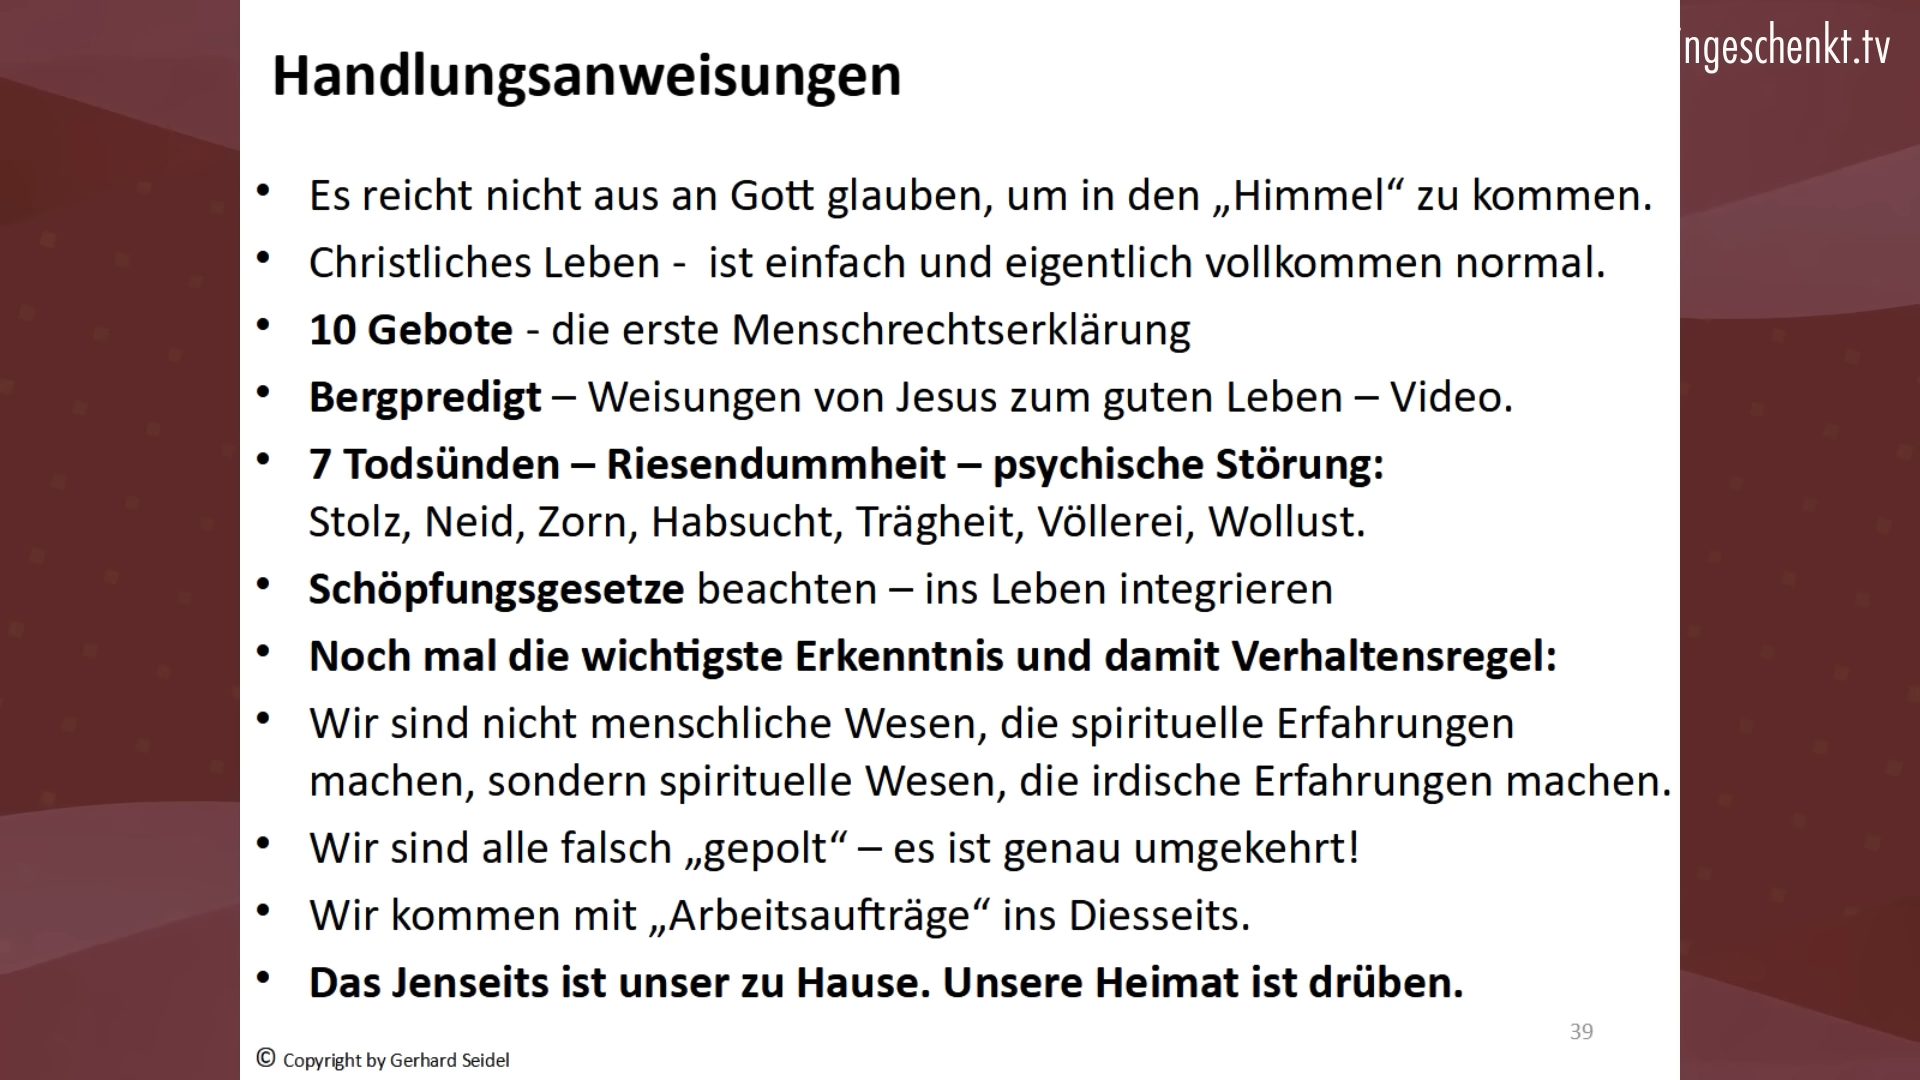 ngeschenkt.tv
Handlungsanweisungen
• Es reicht nicht aus an Gott glauben, um in den „Himmel“ zu kommen.
• Christliches Leben -  ist einfach und eigentlich vollkommen normal.
• 10 Gebote - die erste Menschrechtserklärung
• Bergpredigt – Weisungen von Jesus zum guten Leben – Video.
• 7 Todsünden – Riesendummheit – psychische Störung:
Stolz, Neid, Zorn, Habsucht, Trägheit, Völlerei, Wollust.
• Schöpfungsgesetze beachten – ins Leben integrieren
• Noch mal die wichtigste Erkenntnis und damit Verhaltensregel:
• Wir sind nicht menschliche Wesen, die spirituelle Erfahrungen
machen, sondern spirituelle Wesen, die irdische Erfahrungen machen.
• Wir sind alle falsch „gepolt“ – es ist genau umgekehrt!
• Wir kommen mit „Arbeitsaufträge“ ins Diesseits.
• Das Jenseits ist unser zu Hause. Unsere Heimat ist drüben.
39
© Copyright by Gerhard Seidel